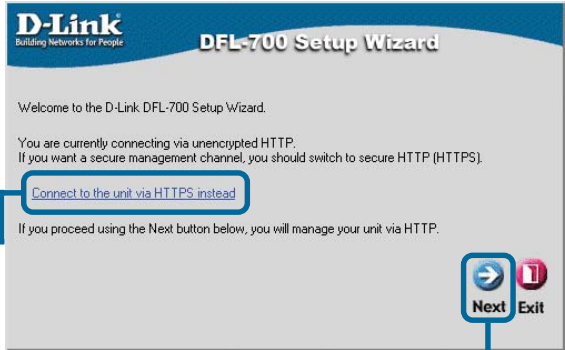 D-Link
Building Networks for People
DFL-700 Setup Wizard
Welcome to the D-Link DFL-700 Setup Wizard.
You are currently connecting via unencrypted HTTP.
If you want a secure management channel, you should switch to secure HTTP (HTTPS).
Connect to the unit via HTTPS instead
If you proceed using the Next button below, you will manage your unit via HTTP.
Next Exit